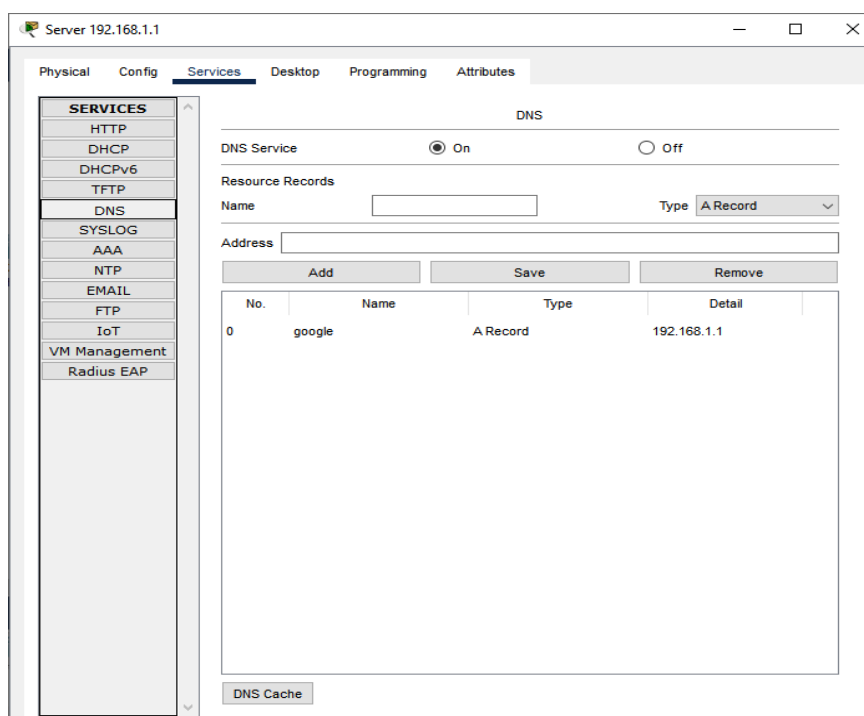 Server 192.168.1.1
Physical Config Services Desktop Programming Attributes
SERVICES
HTTP
DHCP
DHCPv6
TFTP
DNS
SYSLOG
AAA
NTP
EMAIL
FTP
IoT
VM Management
Radius EAP
DNS
DNS Service On Off
Resource Records
Name Type A Record
Address
Add Save Remove
No. Name Type Detail
0 google A Record 192.168.1.1
DNS Cache